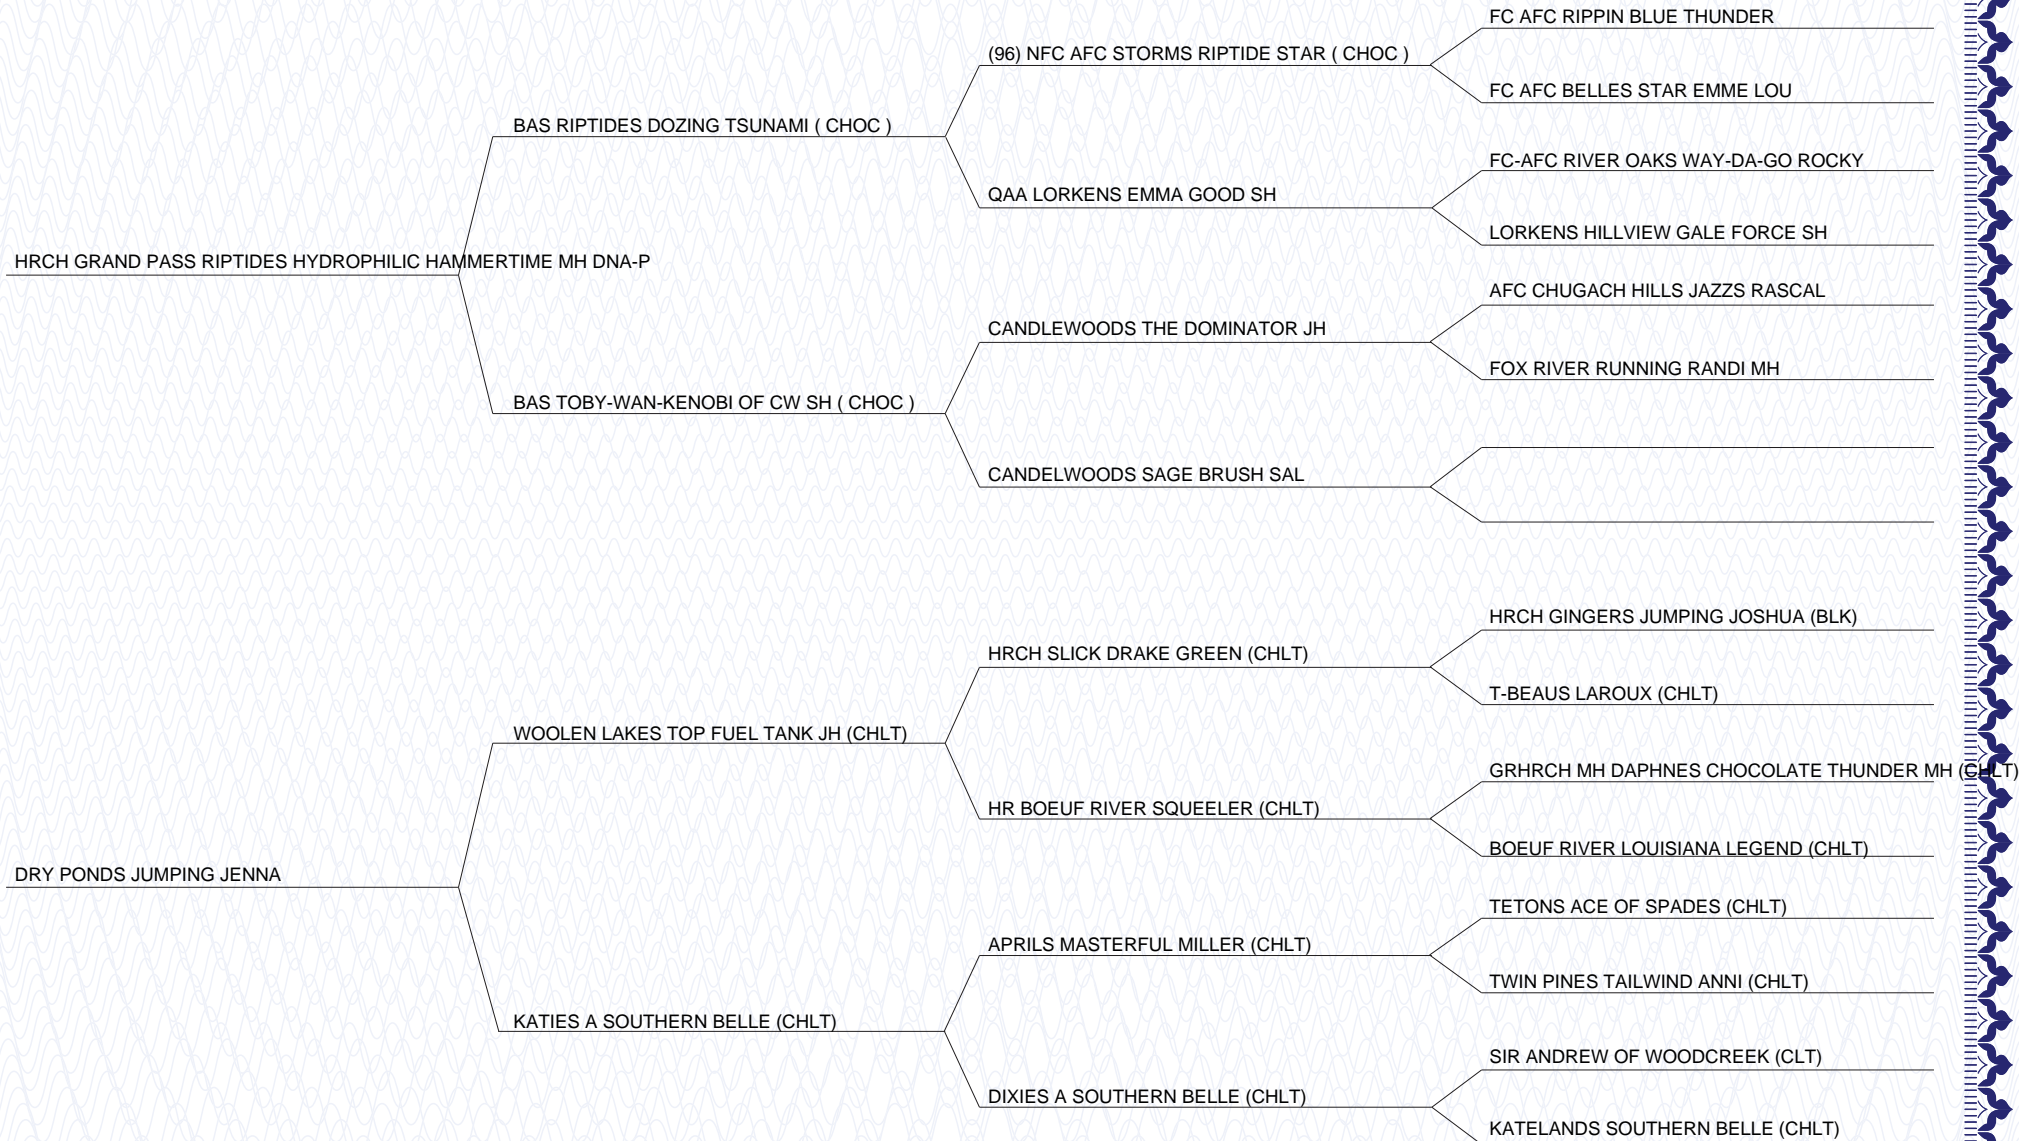 FC AFC RIPPIN BLUE THUNDER
(96) NFC AFC STORMS RIPTIDE STAR ( CHOC )
FC AFC BELLES STAR EMME LOU
BAS RIPTIDES DOZING TSUNAMI ( CHOC )
FC-AFC RIVER OAKS WAY-DA-GO ROCKY
QAA LORKENS EMMA GOOD SH
LORKENS HILLVIEW GALE FORCE SH
HRCH GRAND PASS RIPTIDES HYDROPHILIC HAMMERTIME MH DNA-P
AFC CHUGACH HILLS JAZZS RASCAL
CANDLEWOODS THE DOMINATOR JH
FOX RIVER RUNNING RANDI MH
BAS TOBY-WAN-KENOBI OF CW SH ( CHOC )
CANDELWOODS SAGE BRUSH SAL
HRCH GINGERS JUMPING JOSHUA (BLK)
HRCH SLICK DRAKE GREEN (CHLT)
T-BEAUS LAROUX (CHLT)
WOOLEN LAKES TOP FUEL TANK JH (CHLT)
GRHRCH MH DAPHNES CHOCOLATE THUNDER MH (CHLT)
HR BOEUF RIVER SQUEELER (CHLT)
BOEUF RIVER LOUISIANA LEGEND (CHLT)
DRY PONDS JUMPING JENNA
TETONS ACE OF SPADES (CHLT)
APRILS MASTERFUL MILLER (CHLT)
TWIN PINES TAILWIND ANNI (CHLT)
KATIES A SOUTHERN BELLE (CHLT)
SIR ANDREW OF WOODCREEK (CLT)
DIXIES A SOUTHERN BELLE (CHLT)
KATELANDS SOUTHERN BELLE (CHLT)